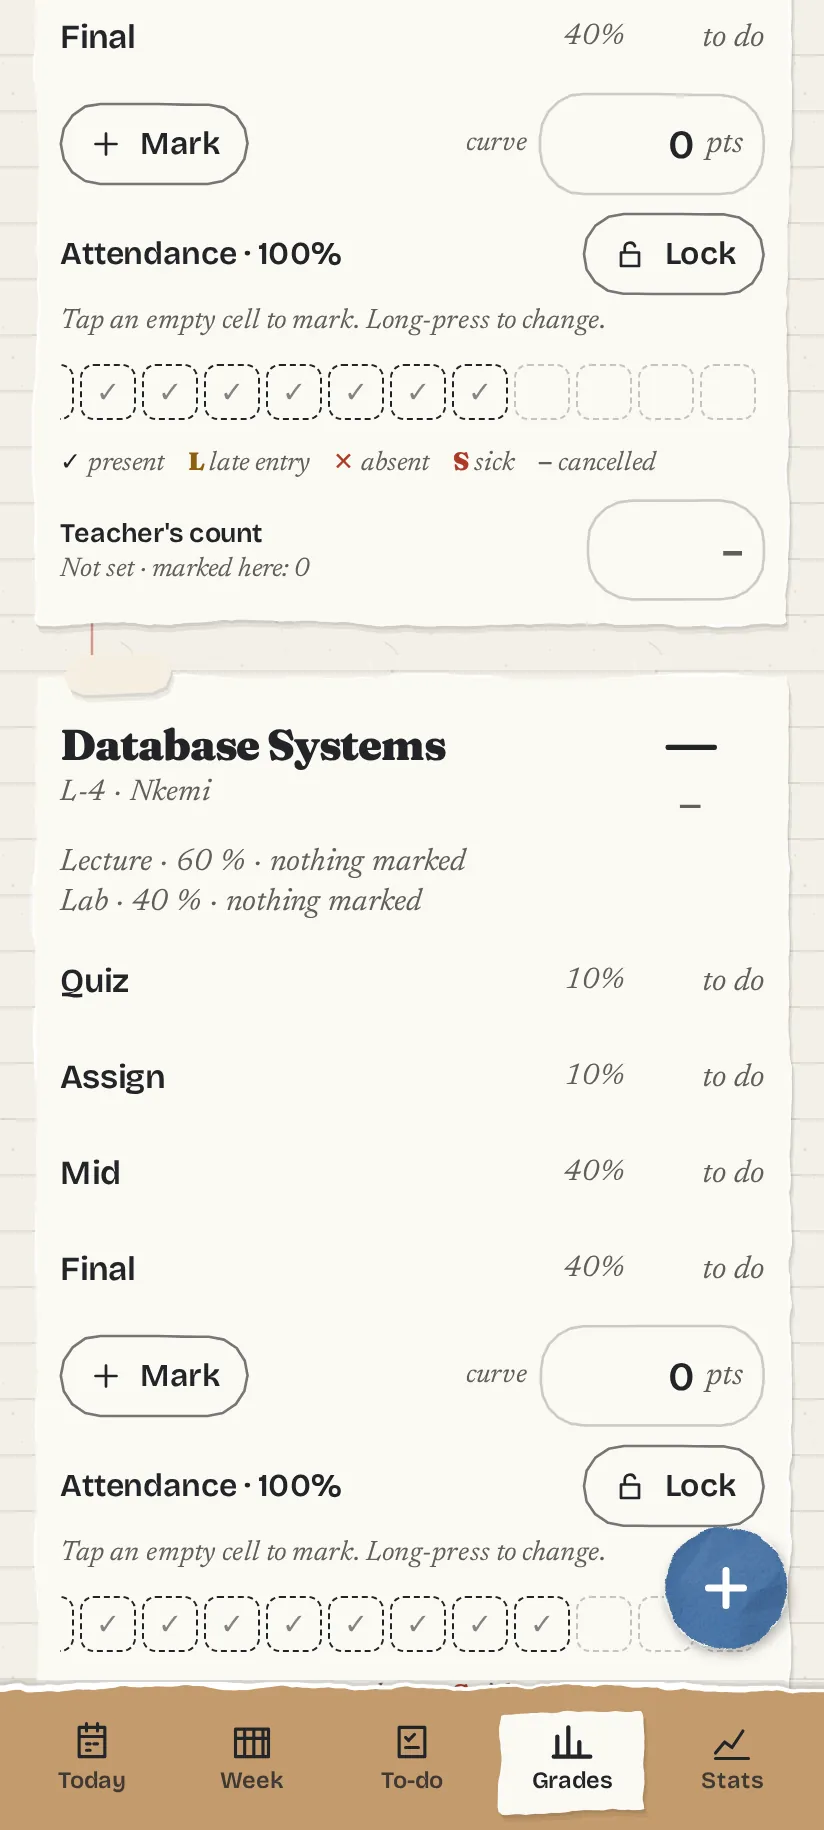 Final 40% to do
+ Mark curve 0 pts
Attendance · 100% Lock
Tap an empty cell to mark. Long-press to change.
✓ ✓ ✓ ✓ ✓ ✓ ✓
✓ present L late entry ✕ absent S sick – cancelled
Teacher's count
Not set · marked here: 0 –
Database Systems —
L-4 · Nkemi –
Lecture · 60 % · nothing marked
Lab · 40 % · nothing marked
Quiz 10% to do
Assign 10% to do
Mid 40% to do
Final 40% to do
+ Mark curve 0 pts
Attendance · 100% Lock
Tap an empty cell to mark. Long-press to change.
✓ ✓ ✓ ✓ ✓ ✓ ✓ ✓
+
Today Week To-do Grades Stats